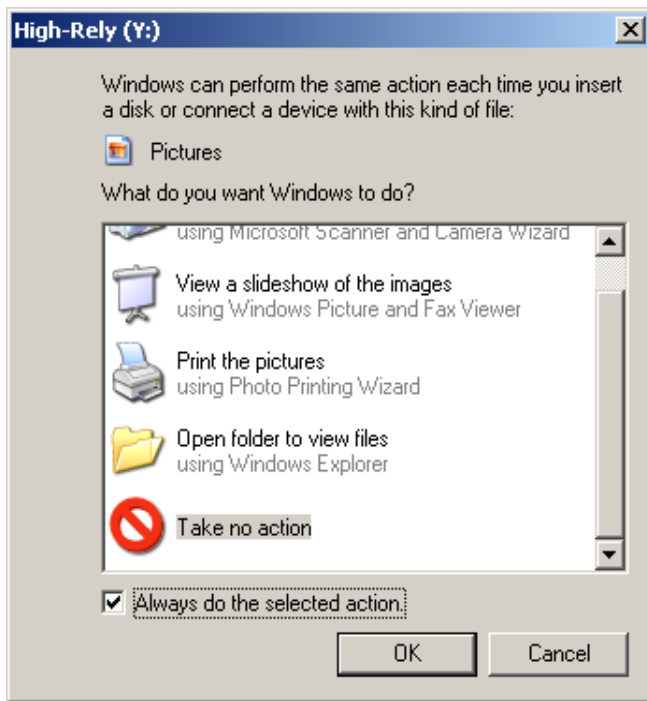 High-Rely (Y:)
Windows can perform the same action each time you insert
a disk or connect a device with this kind of file:
Pictures
What do you want Windows to do?
using Microsoft Scanner and Camera Wizard
View a slideshow of the images
using Windows Picture and Fax Viewer
Print the pictures
using Photo Printing Wizard
Open folder to view files
using Windows Explorer
Take no action
Always do the selected action.
OK
Cancel